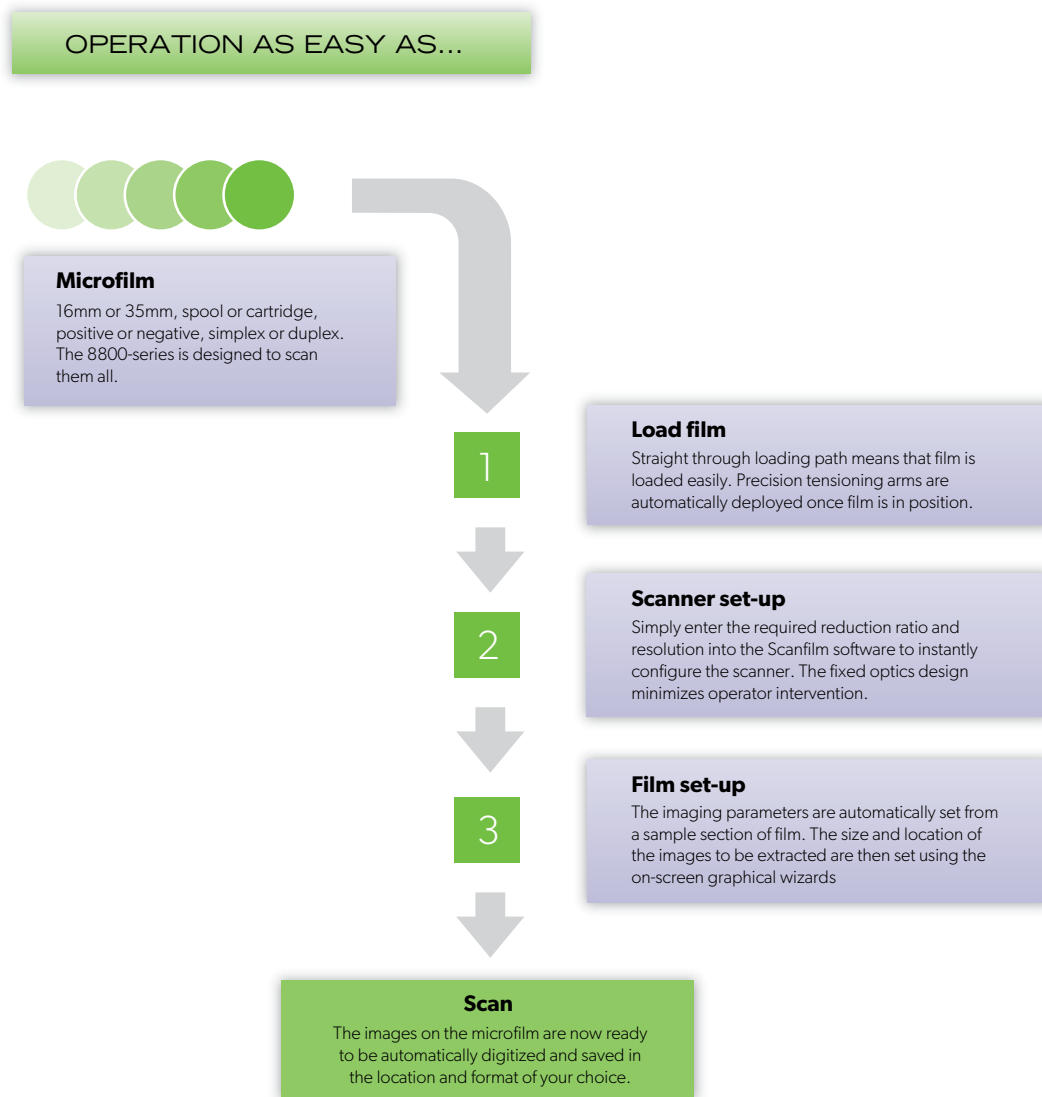 OPERATION AS EASY AS...
Microfilm
16mm or 35mm, spool or cartridge,
positive or negative, simplex or duplex.
The 8800-series is designed to scan
them all.
1
Load film
Straight through loading path means that film is
loaded easily. Precision tensioning arms are
automatically deployed once film is in position.
2
Scanner set-up
Simply enter the required reduction ratio and
resolution into the Scanfilm software to instantly
configure the scanner. The fixed optics design
minimizes operator intervention.
3
Film set-up
The imaging parameters are automatically set from
a sample section of film. The size and location of
the images to be extracted are then set using the
on-screen graphical wizards
Scan
The images on the microfilm are now ready
to be automatically digitized and saved in
the location and format of your choice.